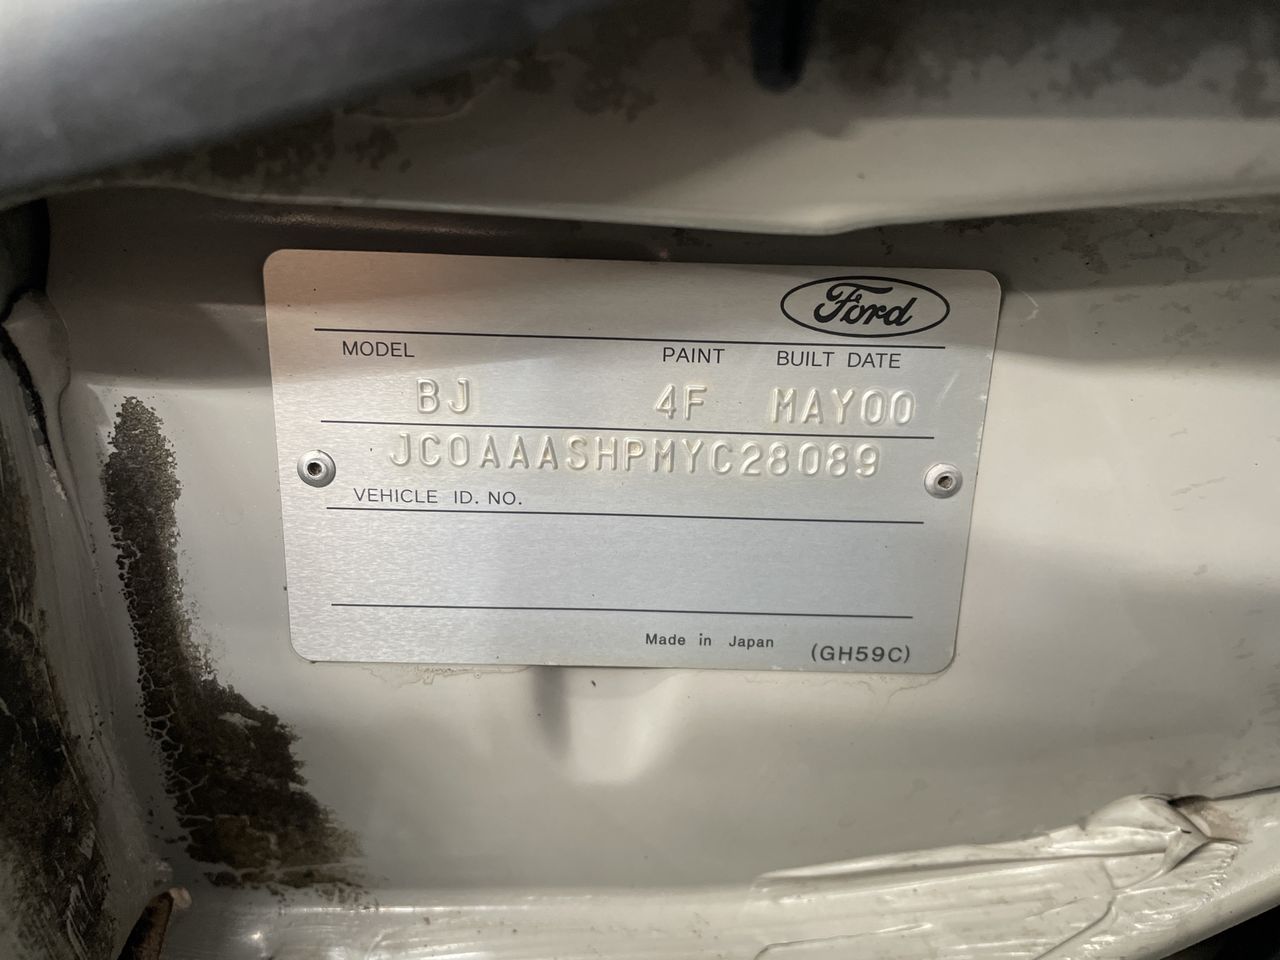 Ford
MODEL PAINT BUILT DATE
BJ 4F MAY00
JC0AAASHPMYC28089
VEHICLE ID. NO.
Made in Japan (GH59C)